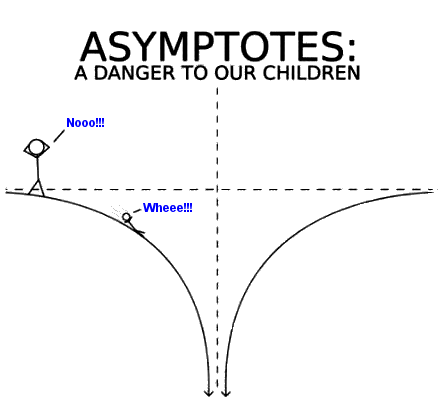 ASYMPTOTES:
A DANGER TO OUR CHILDREN
Nooo!!!
Wheee!!!